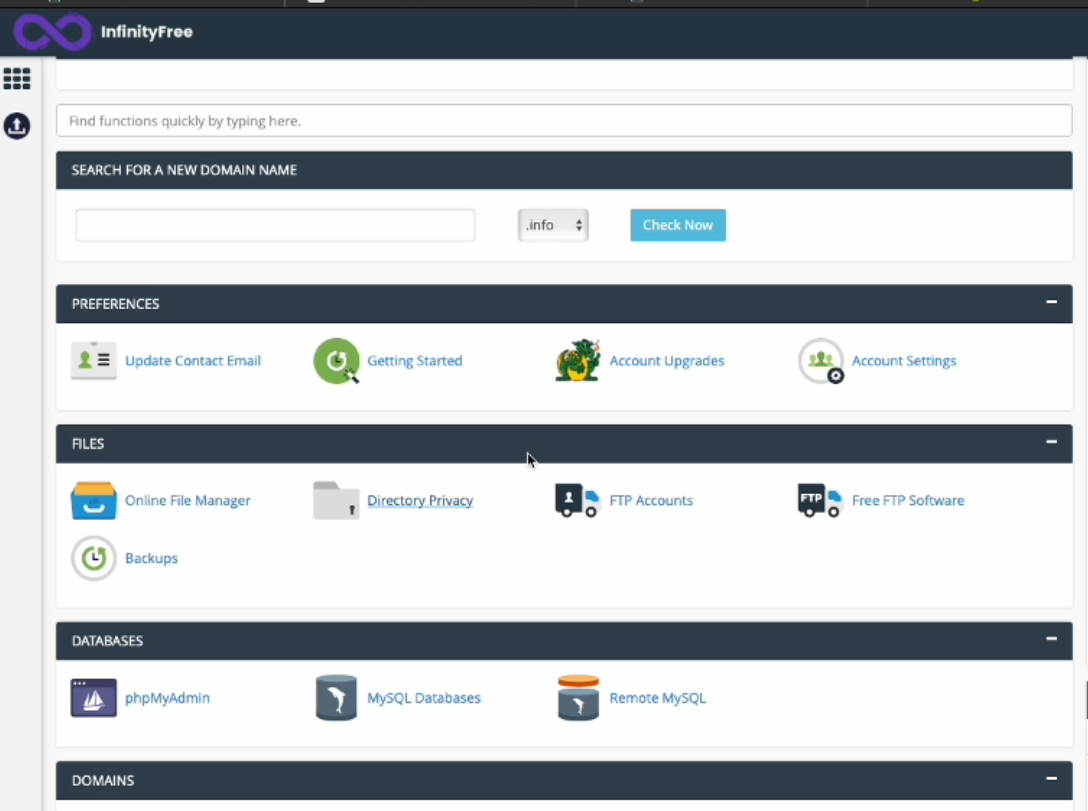 InfinityFree
Find functions quickly by typing here.
SEARCH FOR A NEW DOMAIN NAME
.info
Check Now
PREFERENCES
Update Contact Email
Getting Started
Account Upgrades
Account Settings
FILES
Online File Manager
Directory Privacy
FTP Accounts
FTP
Free FTP Software
Backups
DATABASES
phpMyAdmin
MySQL Databases
Remote MySQL
DOMAINS